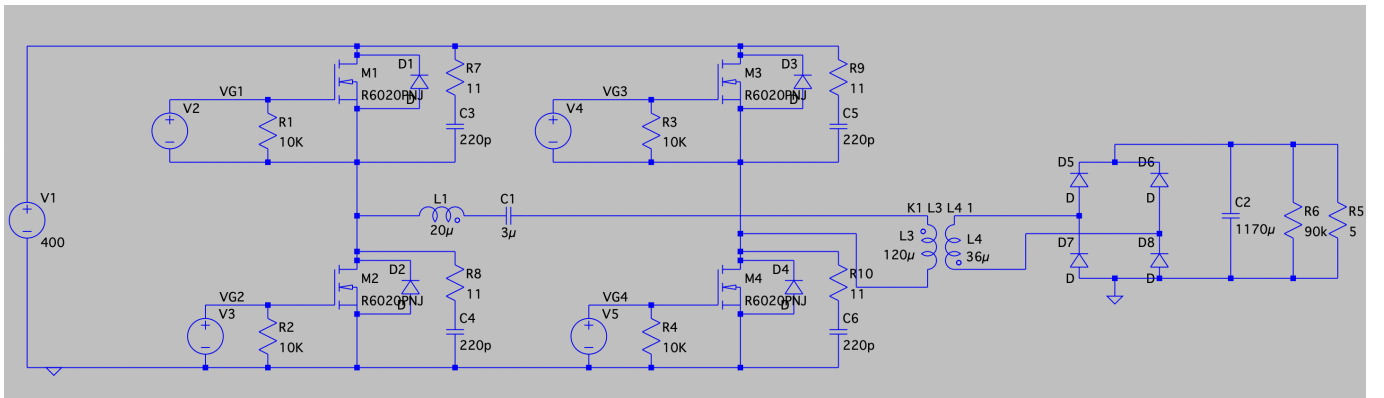 V1
400
VG1
V2
R1
10K
M1
R6020PNJ
D1
D
R7
11
C3
220p
VG3
V4
R3
10K
M3
R6020PNJ
D3
D
R9
11
C5
220p
L1
20µ
C1
3µ
VG2
V3
R2
10K
M2
R6020PNJ
D2
D
R8
11
C4
220p
VG4
V5
R4
10K
M4
R6020PNJ
D4
D
R10
11
C6
220p
K1 L3 L4 1
L3
120µ
L4
36µ
D5
D
D6
D
D7
D
D8
D
C2
1170µ
R6
90k
R5
5